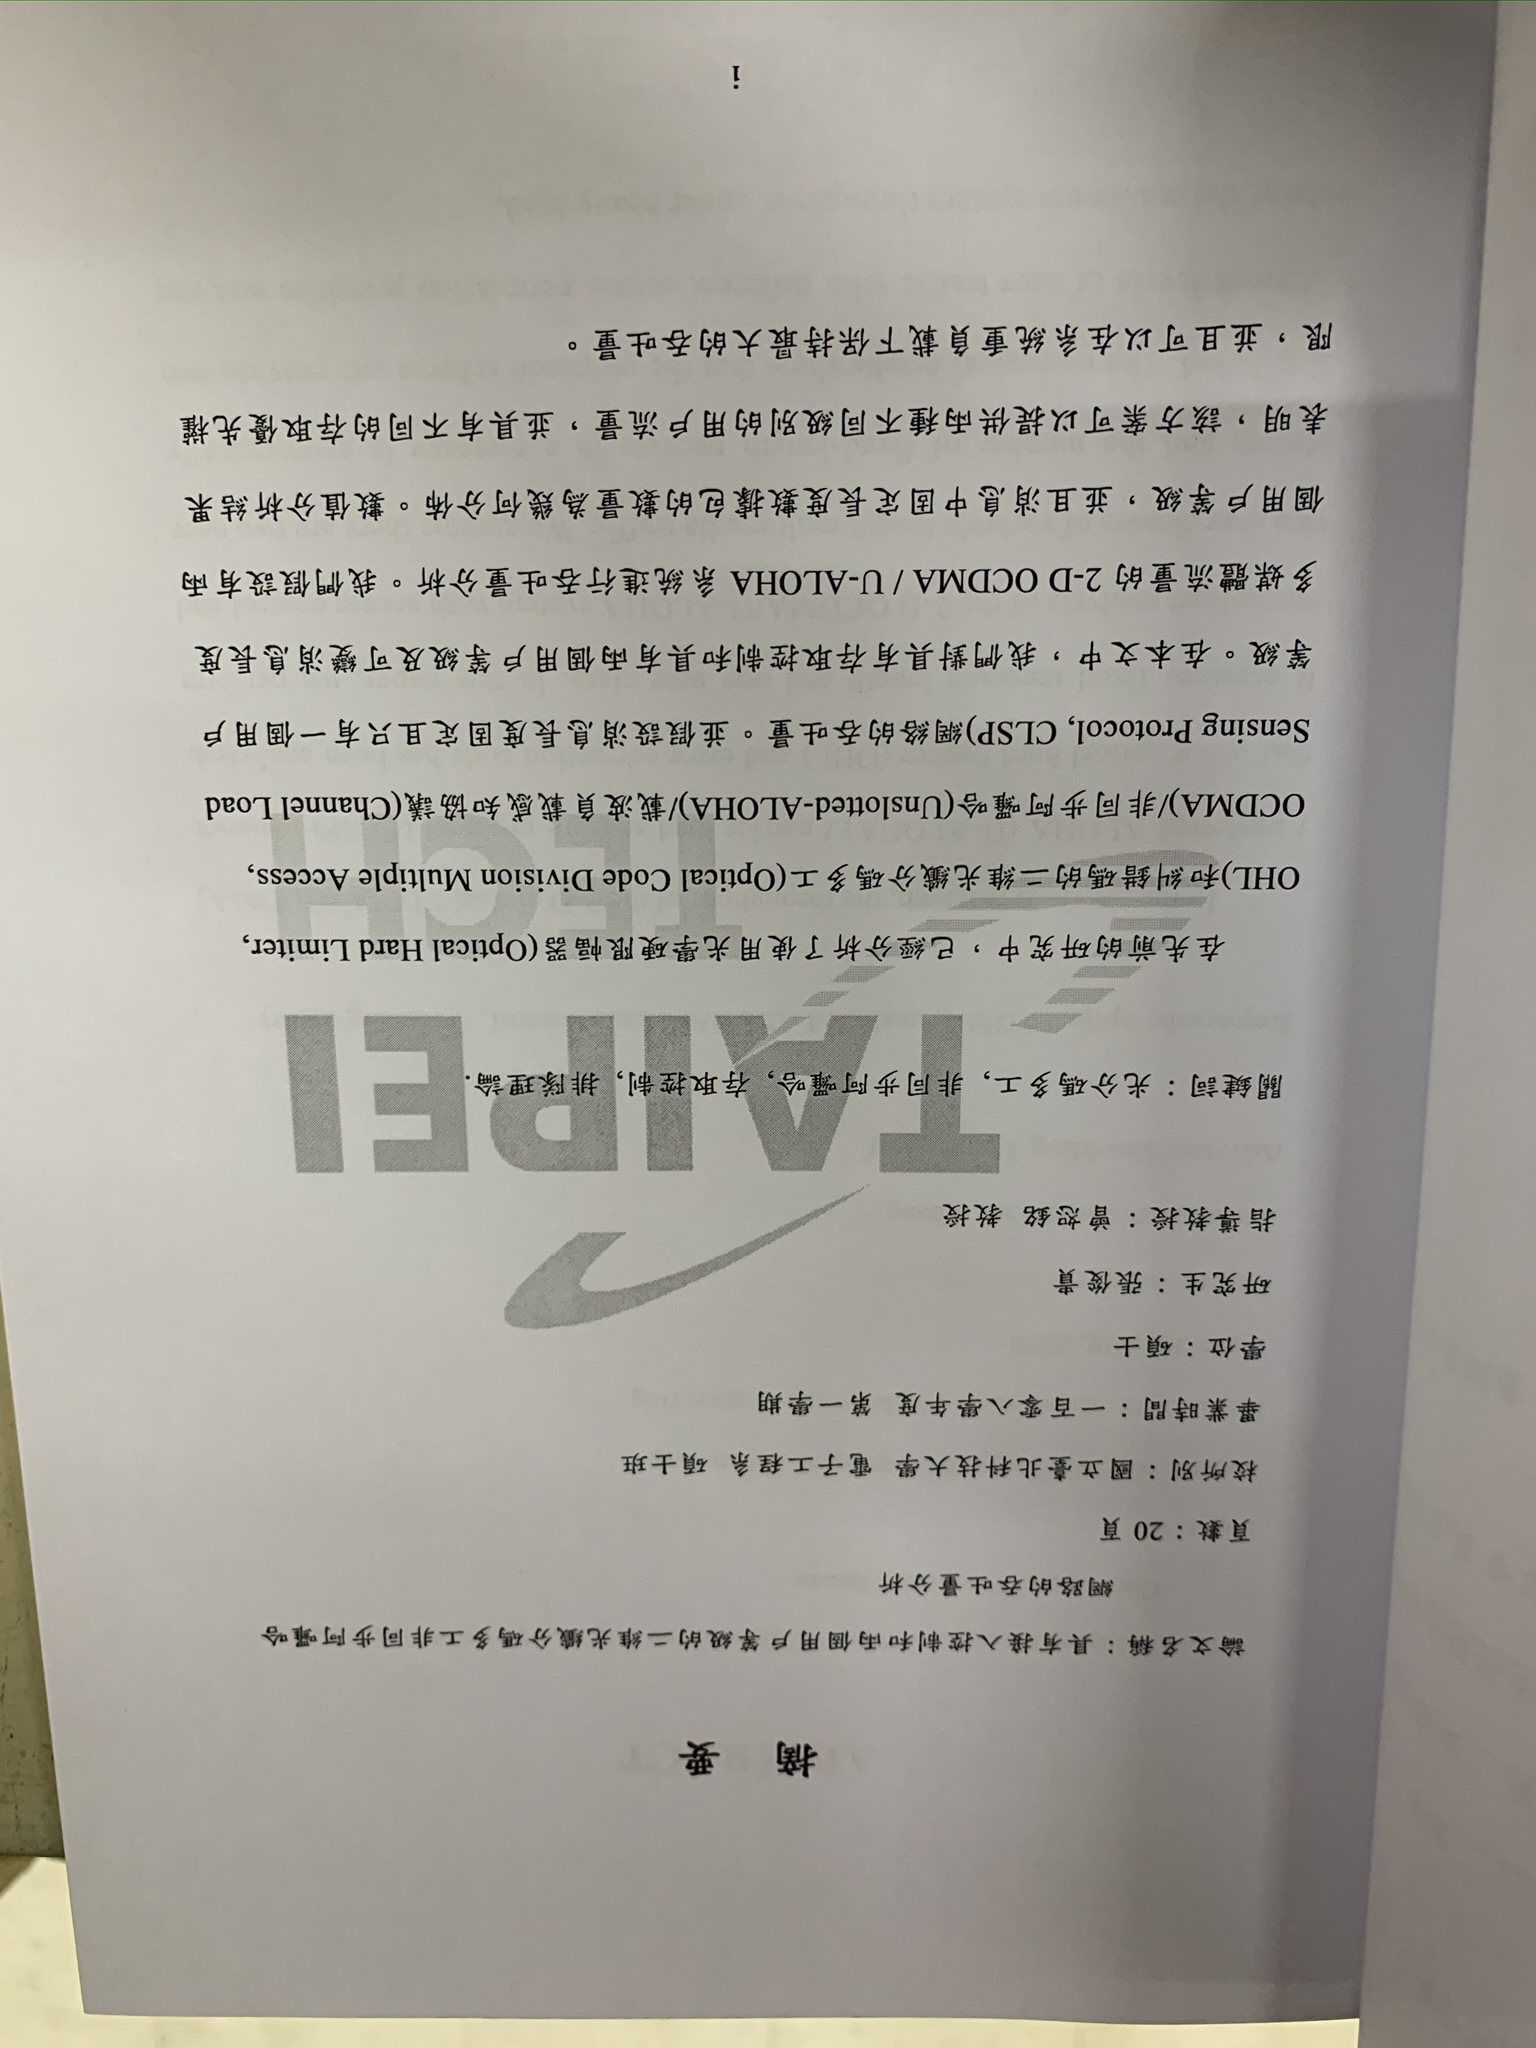 摘 要
論文名稱：具有接入控制和兩個用戶等級的二維光纖分碼多工非同步阿囉哈
網路的吞吐量分析
頁數：20 頁
校所別：國立臺北科技大學 電子工程系 碩士班
畢業時間：一百零八學年度 第一學期
學位：碩士
研究生：張俊貴
指導教授：曾恕銘 教授
關鍵詞：光分碼多工, 非同步阿囉哈, 存取控制, 排隊理論.
在先前的研究中，已經分析了使用光學硬限幅器(Optical Hard Limiter,
OHL)和糾錯碼的二維光纖分碼多工(Optical Code Division Multiple Access,
OCDMA)/非同步阿囉哈(Unslotted-ALOHA)/載波負載感知協議(Channel Load
Sensing Protocol, CLSP)網絡的吞吐量。並假設消息長度固定且只有一個用戶
等級。在本文中，我們對具有存取控制和具有兩個用戶等級及可變消息長度
多媒體流量的 2-D OCDMA / U-ALOHA 系統進行吞吐量分析。我們假設有兩
個用戶等級，並且消息中固定長度數據包的數量為幾何分佈。數值分析結果
表明，該方案可以提供兩種不同級別的用戶流量，並具有不同的存取優先權
限，並且可以在系統重負載下保持最大的吞吐量。
TAIPEI
TECH
i